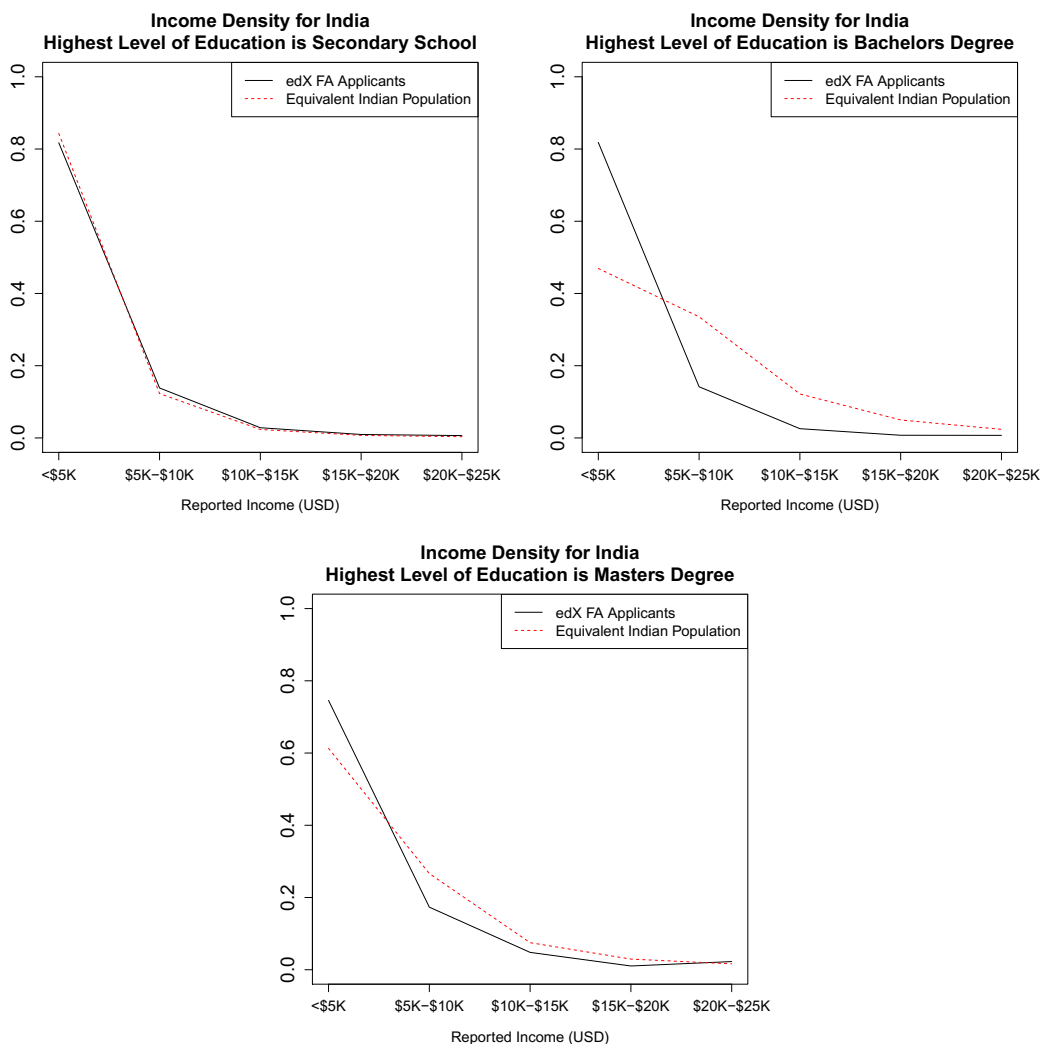 Income Density for India
Highest Level of Education is Secondary School
edX FA Applicants
Equivalent Indian Population
1.0
0.8
0.6
0.4
0.2
0.0
<$5K $5K−$10K $10K−$15K $15K−$20K $20K−$25K
Reported Income (USD)
Income Density for India
Highest Level of Education is Bachelors Degree
edX FA Applicants
Equivalent Indian Population
1.0
0.8
0.6
0.4
0.2
0.0
<$5K $5K−$10K $10K−$15K $15K−$20K $20K−$25K
Reported Income (USD)
Income Density for India
Highest Level of Education is Masters Degree
edX FA Applicants
Equivalent Indian Population
1.0
0.8
0.6
0.4
0.2
0.0
<$5K $5K−$10K $10K−$15K $15K−$20K $20K−$25K
Reported Income (USD)